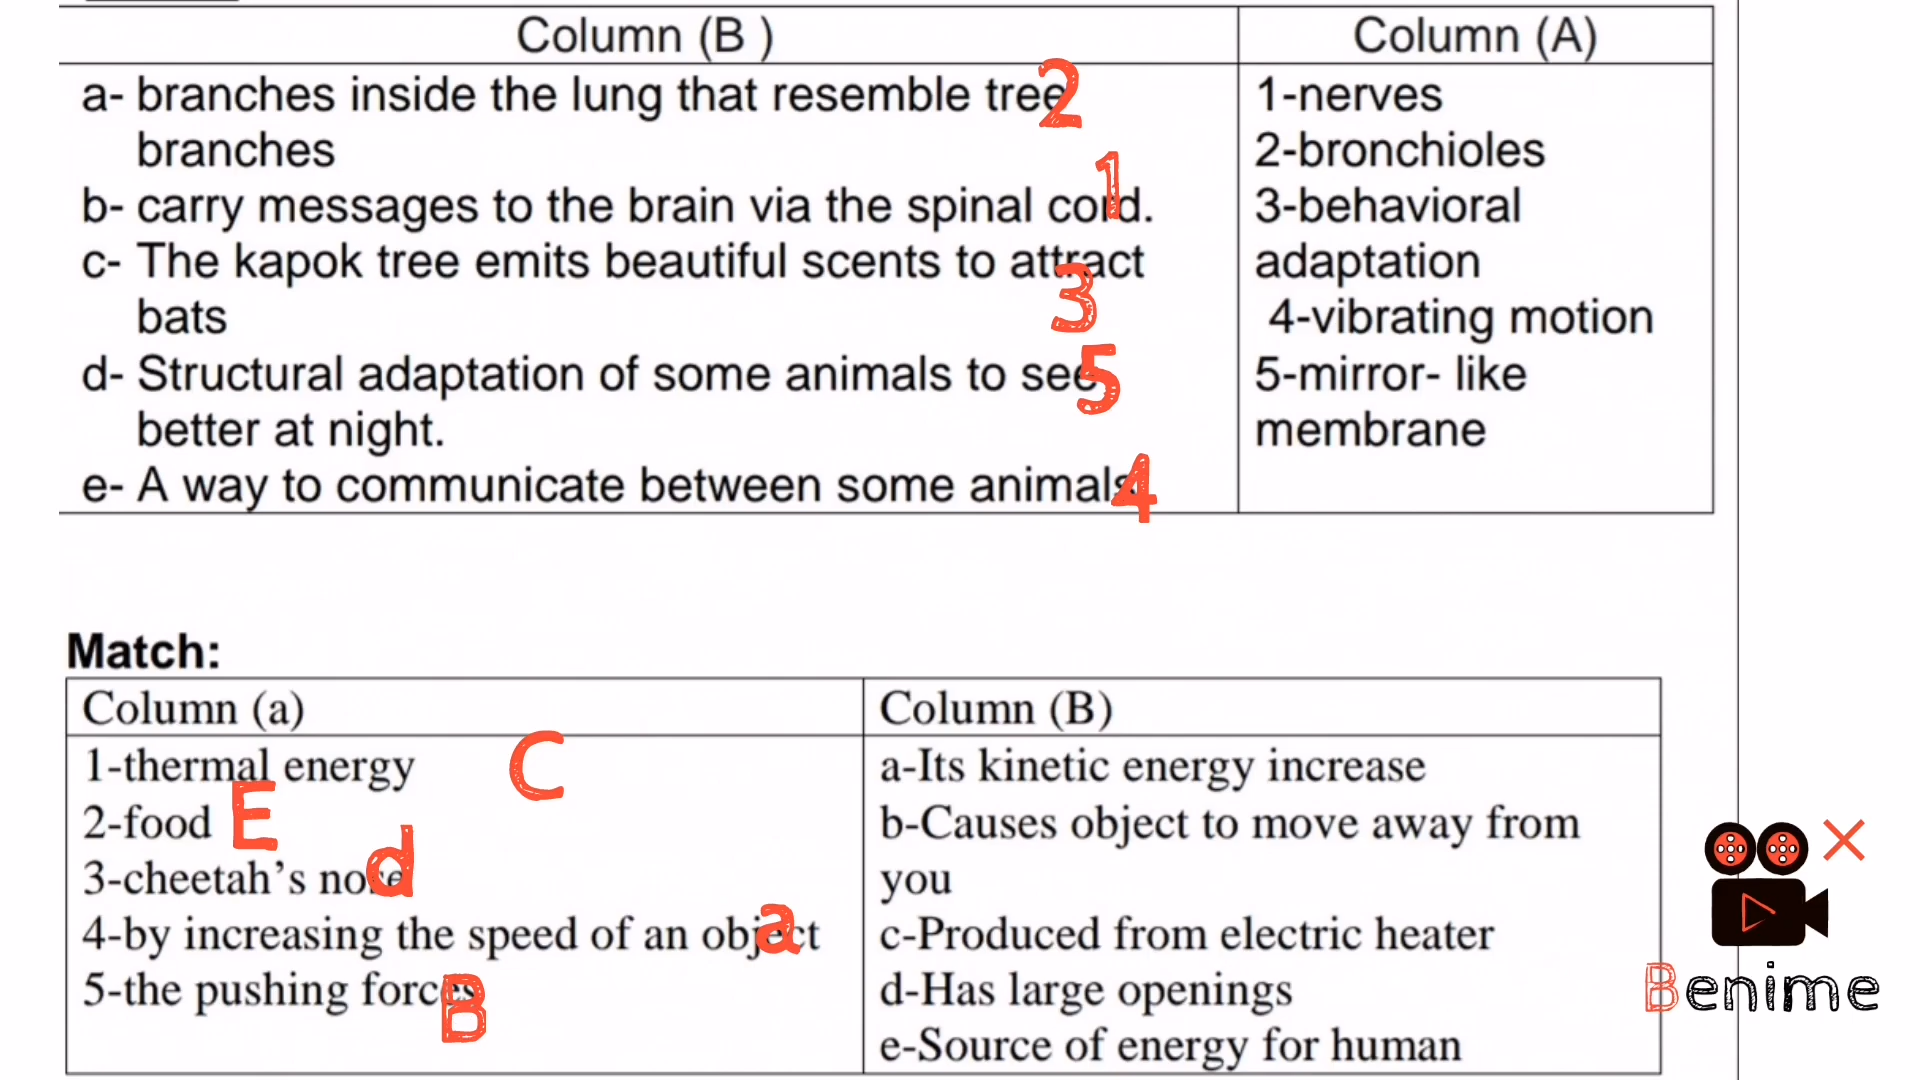 Column (B )
Column (A)
a- branches inside the lung that resemble tree 2
branches
b- carry messages to the brain via the spinal cord. 1
c- The kapok tree emits beautiful scents to attract
bats 3
d- Structural adaptation of some animals to see 5
better at night.
e- A way to communicate between some animals 4
1-nerves
2-bronchioles
3-behavioral
adaptation
4-vibrating motion
5-mirror- like
membrane
Match:
Column (a)
1-thermal energy C
2-food E
3-cheetah's nose d
4-by increasing the speed of an object a
5-the pushing forces B
Column (B)
a-Its kinetic energy increase
b-Causes object to move away from
you
c-Produced from electric heater
d-Has large openings
e-Source of energy for human
Benime